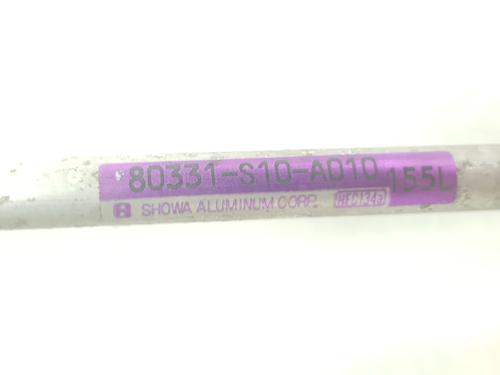 80331-S10-A010 155L
SHOWA ALUMINUM CORP. HFC134a